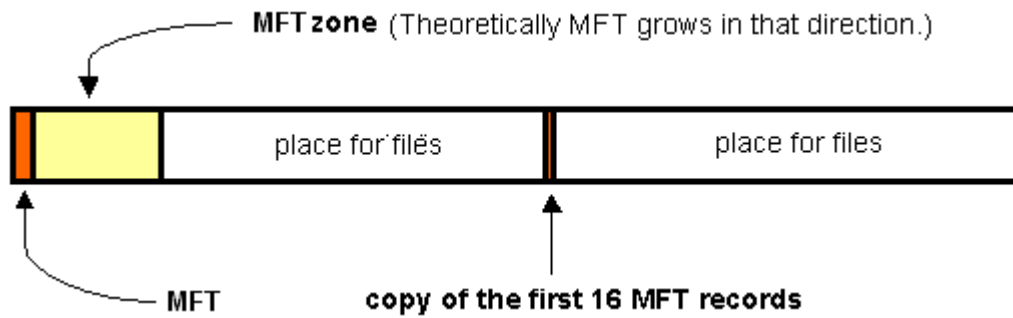 MFT zone (Theoretically MFT grows in that direction.)
place for files
place for files
MFT
copy of the first 16 MFT records